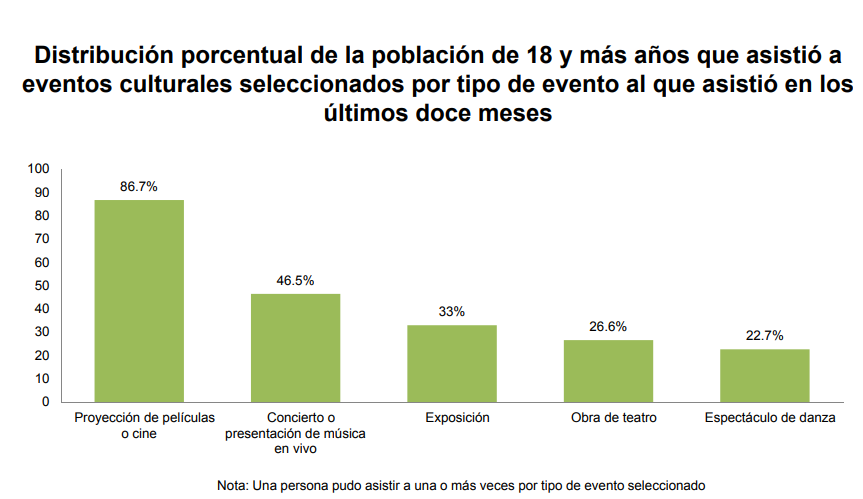 Distribución porcentual de la población de 18 y más años que asistió a
eventos culturales seleccionados por tipo de evento al que asistió en los
últimos doce meses
100
90
80
70
60
50
40
30
20
10
0
86.7%
46.5%
33%
26.6%
22.7%
Proyección de películas
o cine
Concierto o
presentación de música
en vivo
Exposición
Obra de teatro
Espectáculo de danza
Nota: Una persona pudo asistir a una o más veces por tipo de evento seleccionado